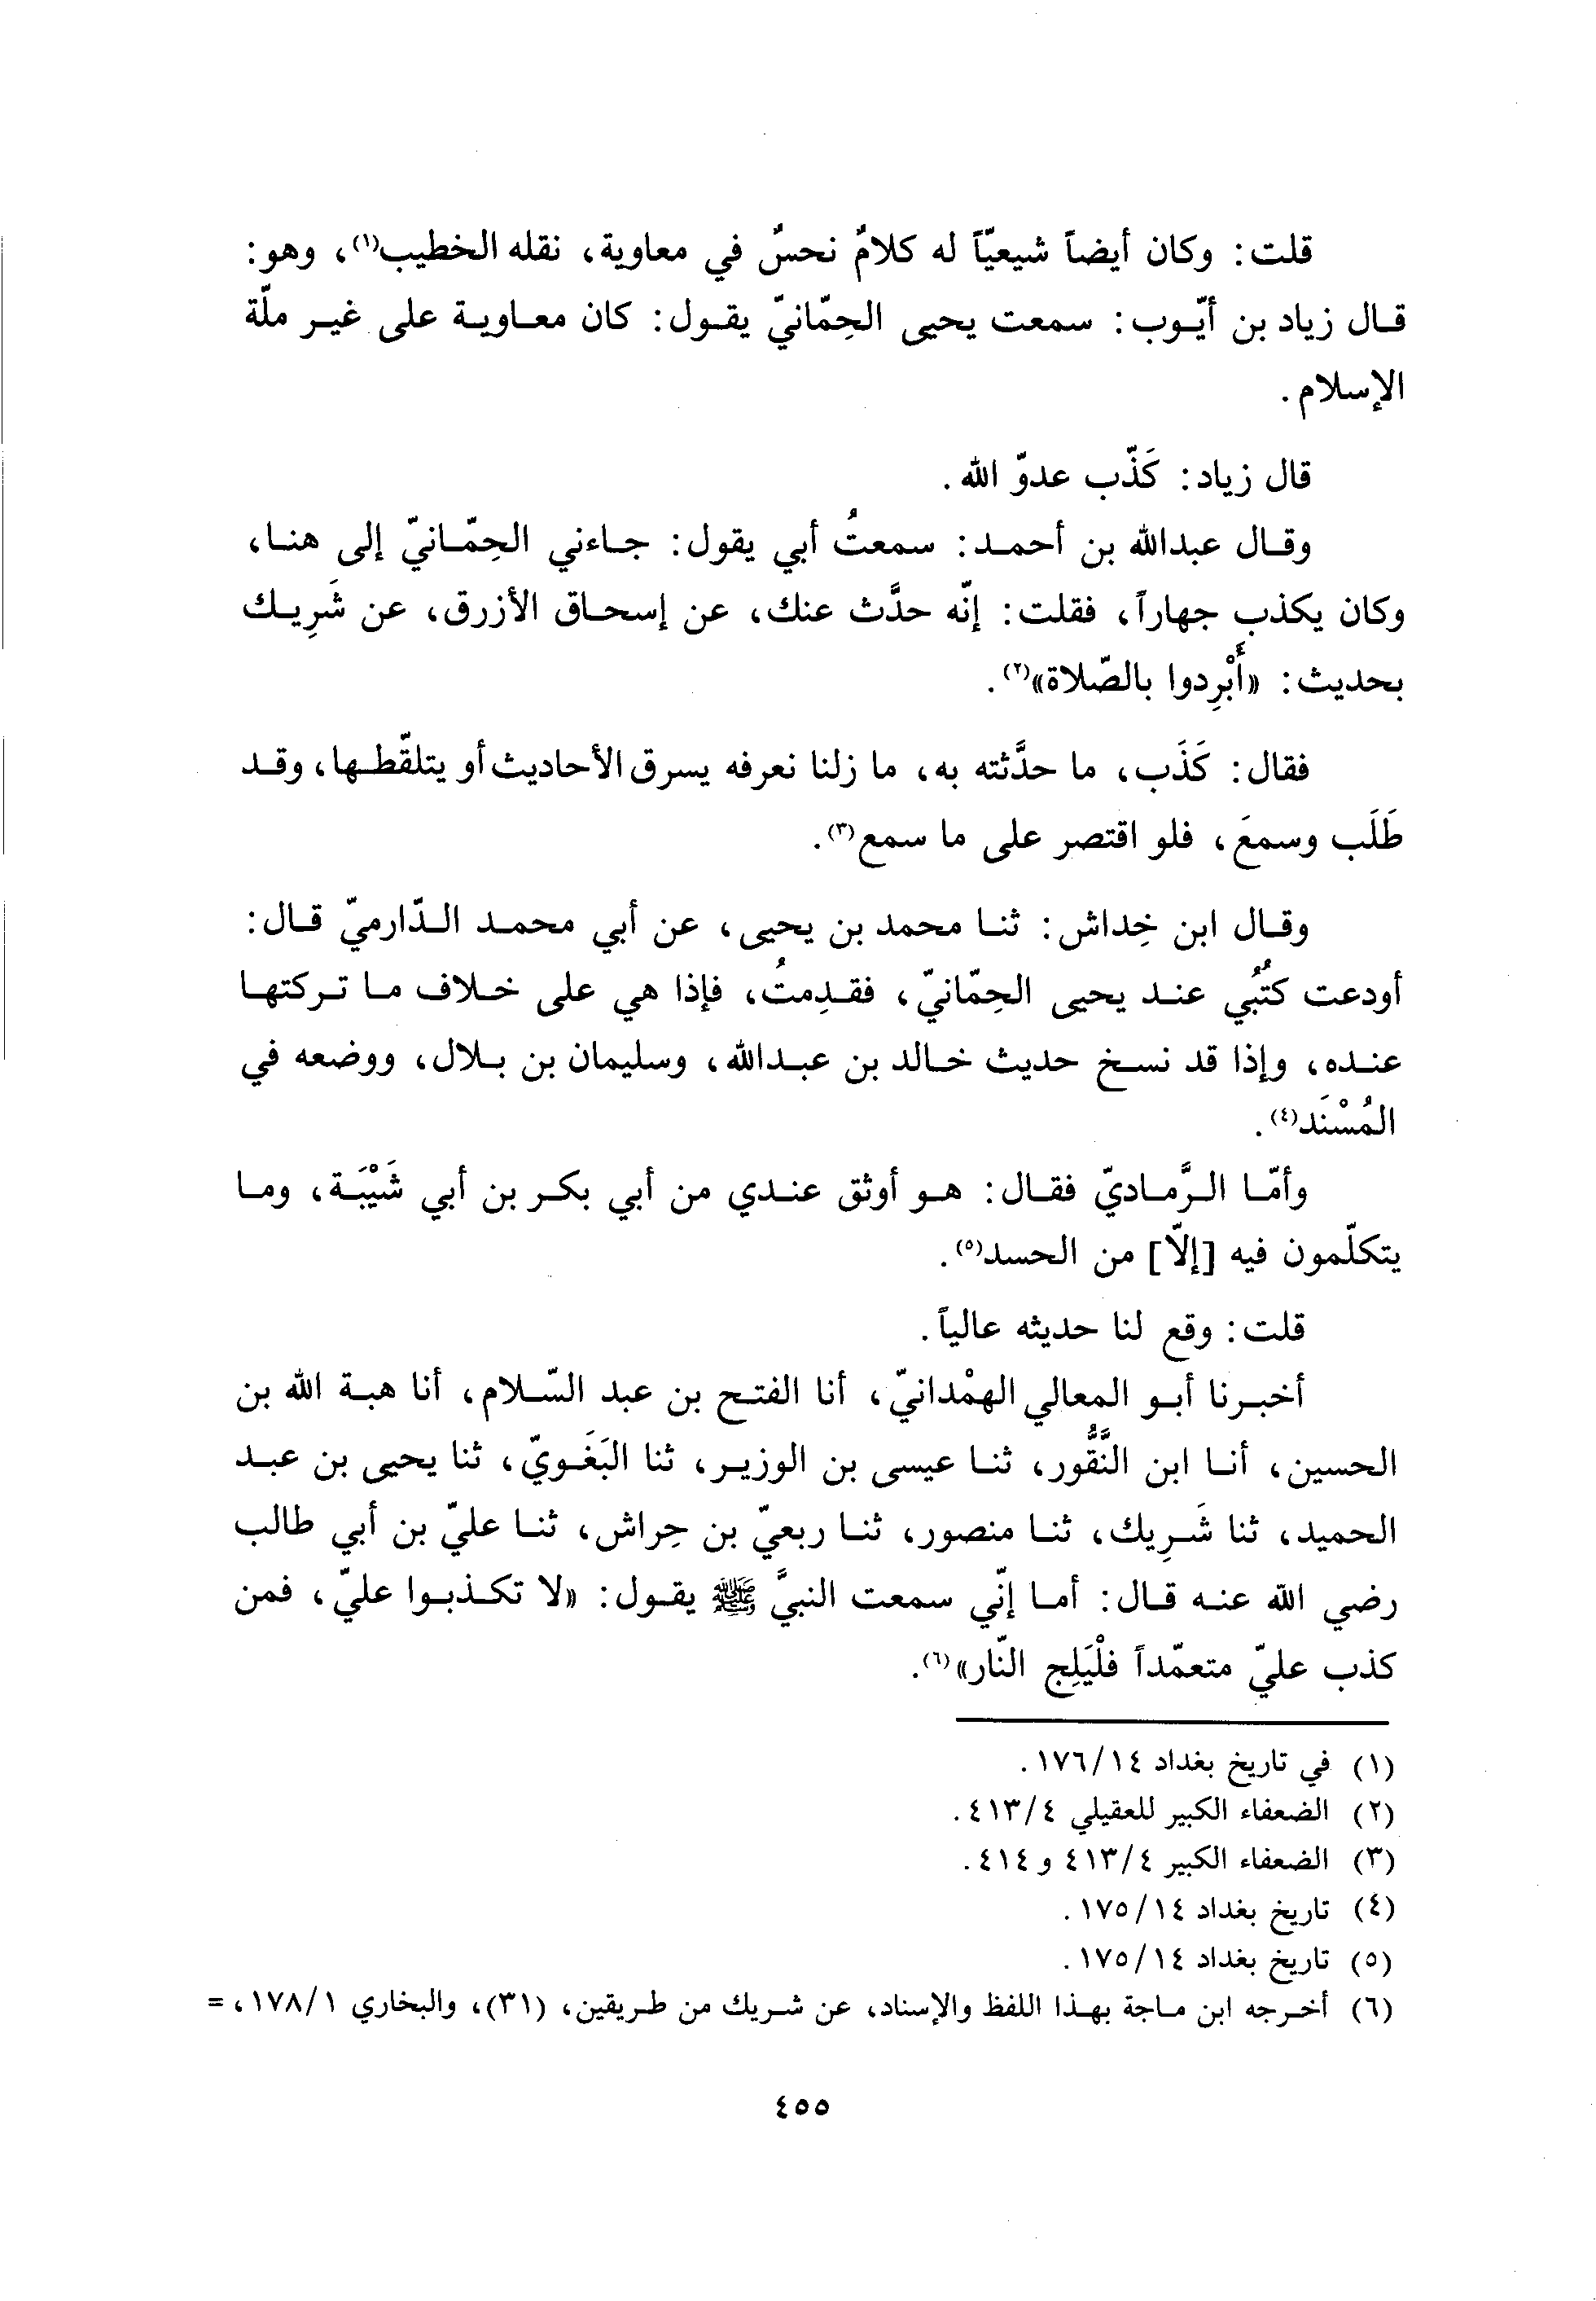 قلت: وكان أيضاً شيعيّاً له كلامٌ نحسٌ في معاوية، نقله الخطيب(١)، وهو:
قال زياد بن أيّوب: سمعت يحيى الحِمّانيّ يقول: كان معاوية على غير ملّة
الإسلام.
قال زياد: كَذّب عدوّ الله.
وقال عبدالله بن أحمد: سمعتُ أبي يقول: جاءني الحِمّانيّ إلى هنا،
وكان يكذب جهاراً، فقلت: إنّه حدَّث عنك، عن إسحاق الأزرق، عن شَرِيك
بحديث: «أَبْرِدوا بالصّلاة»(٢).
فقال: كَذَب، ما حدَّثته به، ما زلنا نعرفه يسرق الأحاديث أو يتلقّطها، وقد
طَلَب وسمعَ، فلو اقتصر على ما سمع(٣).
وقال ابن خِداش: ثنا محمد بن يحيى، عن أبي محمد الدّارميّ قال:
أودعت كُتُبي عند يحيى الحِمّانيّ، فقدِمتُ، فإذا هي على خلاف ما تركتها
عنده، وإذا قد نسخ حديث خالد بن عبدالله، وسليمان بن بلال، ووضعه في
المُسْنَد(٤).
وأمّا الرَّماديّ فقال: هو أوثق عندي من أبي بكر بن أبي شَيْبَة، وما
يتكلّمون فيه [إلاّ] من الحسد(٥).
قلت: وقع لنا حديثه عالياً.
أخبرنا أبو المعالي الهمْدانيّ، أنا الفتح بن عبد السّلام، أنا هبة الله بن
الحسين، أنا ابن النَّقُّور، ثنا عيسى بن الوزير، ثنا البَغَويّ، ثنا يحيى بن عبد
الحميد، ثنا شَرِيك، ثنا منصور، ثنا ربعيّ بن حِراش، ثنا عليّ بن أبي طالب
رضي الله عنه قال: أما إنّي سمعت النبيَّ ﷺ يقول: «لا تكذبوا عليّ، فمن
كذب عليّ متعمّداً فلْيَلِج النّار»(٦).
(١) في تاريخ بغداد ١٧٦/١٤.
(٢) الضعفاء الكبير للعقيلي ٤١٣/٤.
(٣) الضعفاء الكبير ٤١٣/٤ و ٤١٤.
(٤) تاريخ بغداد ١٧٥/١٤.
(٥) تاريخ بغداد ١٧٥/١٤.
(٦) أخرجه ابن ماجة بهذا اللفظ والإسناد، عن شريك من طريقين، (٣١)، والبخاري ١٧٨/١، =
٤٥٥